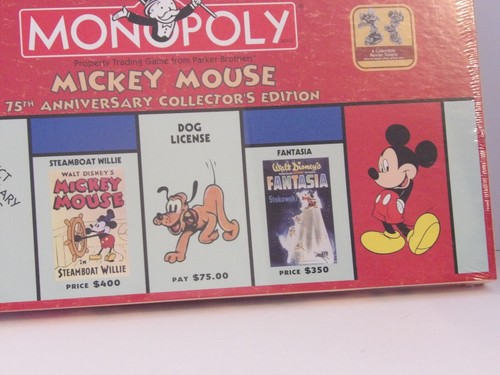 MONOPOLY
Property Trading Game from Parker Brothers
MICKEY MOUSE
75TH ANNIVERSARY COLLECTOR'S EDITION
STEAMBOAT WILLIE
WALT DISNEY'S
MICKEY
MOUSE
IN
STEAMBOAT WILLIE
PRICE $400
DOG
LICENSE
PAY $75.00
FANTASIA
Walt Disney's
FANTASIA
Stokowski
PRICE $350